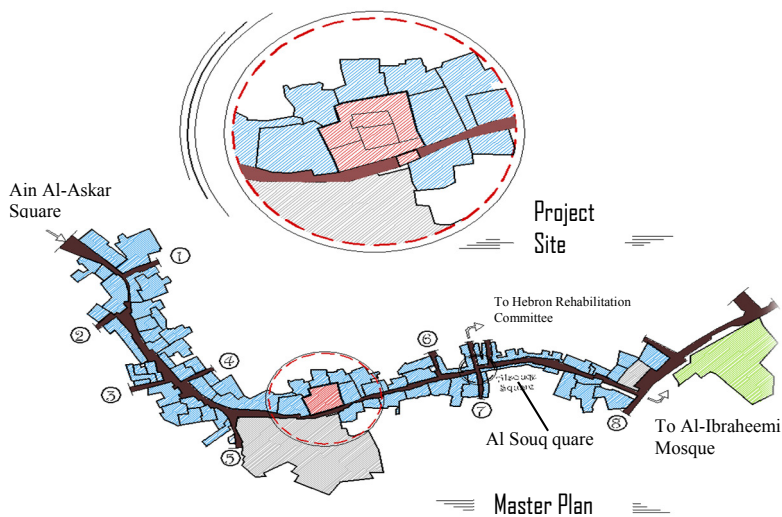 Ain Al-Askar
Square
Project
Site
1
2
3
4
5
6
7
8
To Hebron Rehabilitation
Committee
Square
Al Souq quare
To Al-Ibraheemi
Mosque
Master Plan